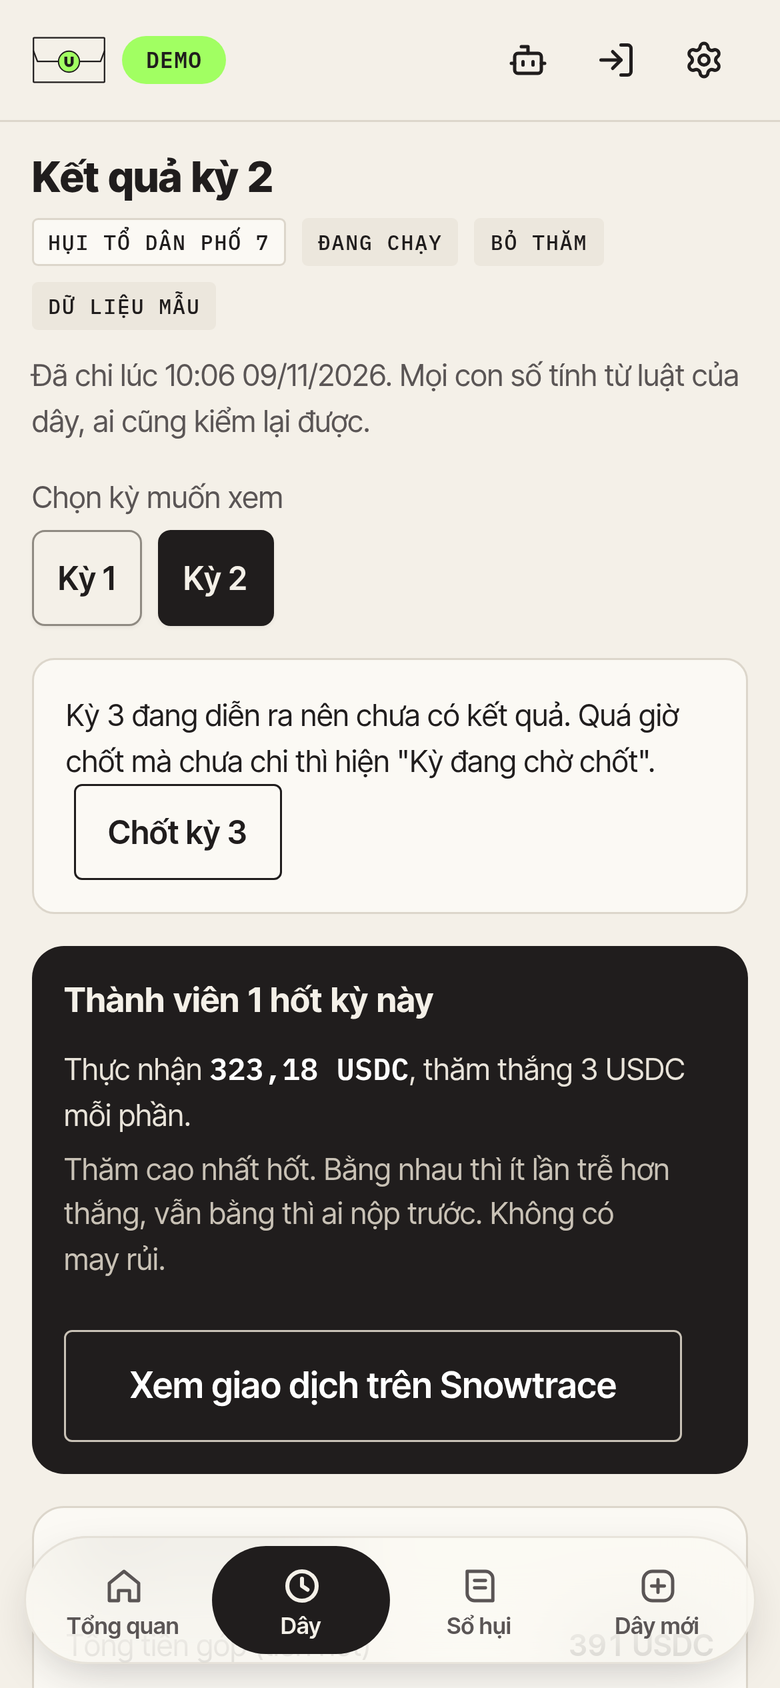 U DEMO
Kết quả kỳ 2
HỤI TỔ DÂN PHỐ 7 ĐANG CHẠY BỎ THĂM
DỮ LIỆU MẪU
Đã chi lúc 10:06 09/11/2026. Mọi con số tính từ luật của
dây, ai cũng kiểm lại được.
Chọn kỳ muốn xem
Kỳ 1 Kỳ 2
Kỳ 3 đang diễn ra nên chưa có kết quả. Quá giờ
chốt mà chưa chi thì hiện "Kỳ đang chờ chốt".
Chốt kỳ 3
Thành viên 1 hốt kỳ này
Thực nhận 323,18 USDC, thăm thắng 3 USDC
mỗi phần.
Thăm cao nhất hốt. Bằng nhau thì ít lần trễ hơn
thắng, vẫn bằng thì ai nộp trước. Không có
may rủi.
Xem giao dịch trên Snowtrace
Tổng quan Dây Sổ hụi Dây mới
Tổng tiền góp 391 USDC